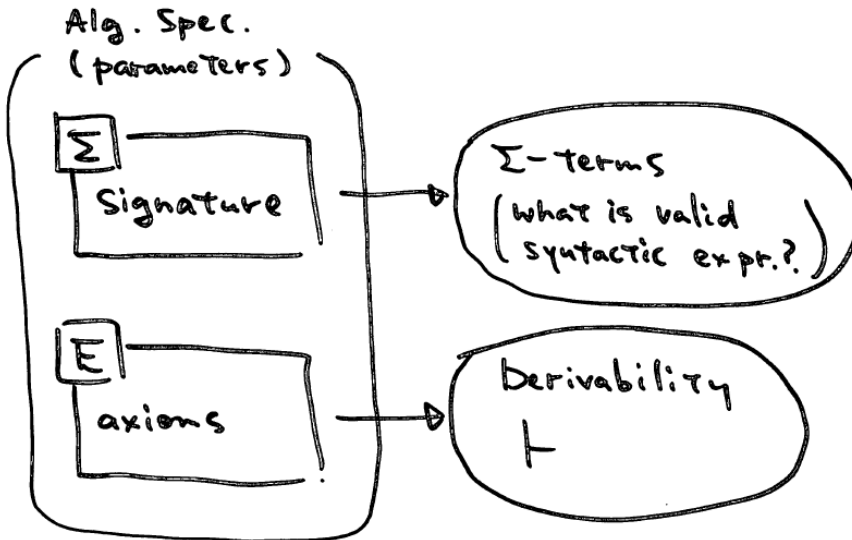 Alg. Spec.
(parameters)
Σ
Signature
Σ-terms
(what is valid
syntactic expr.?)
E
axioms
Derivability
⊢